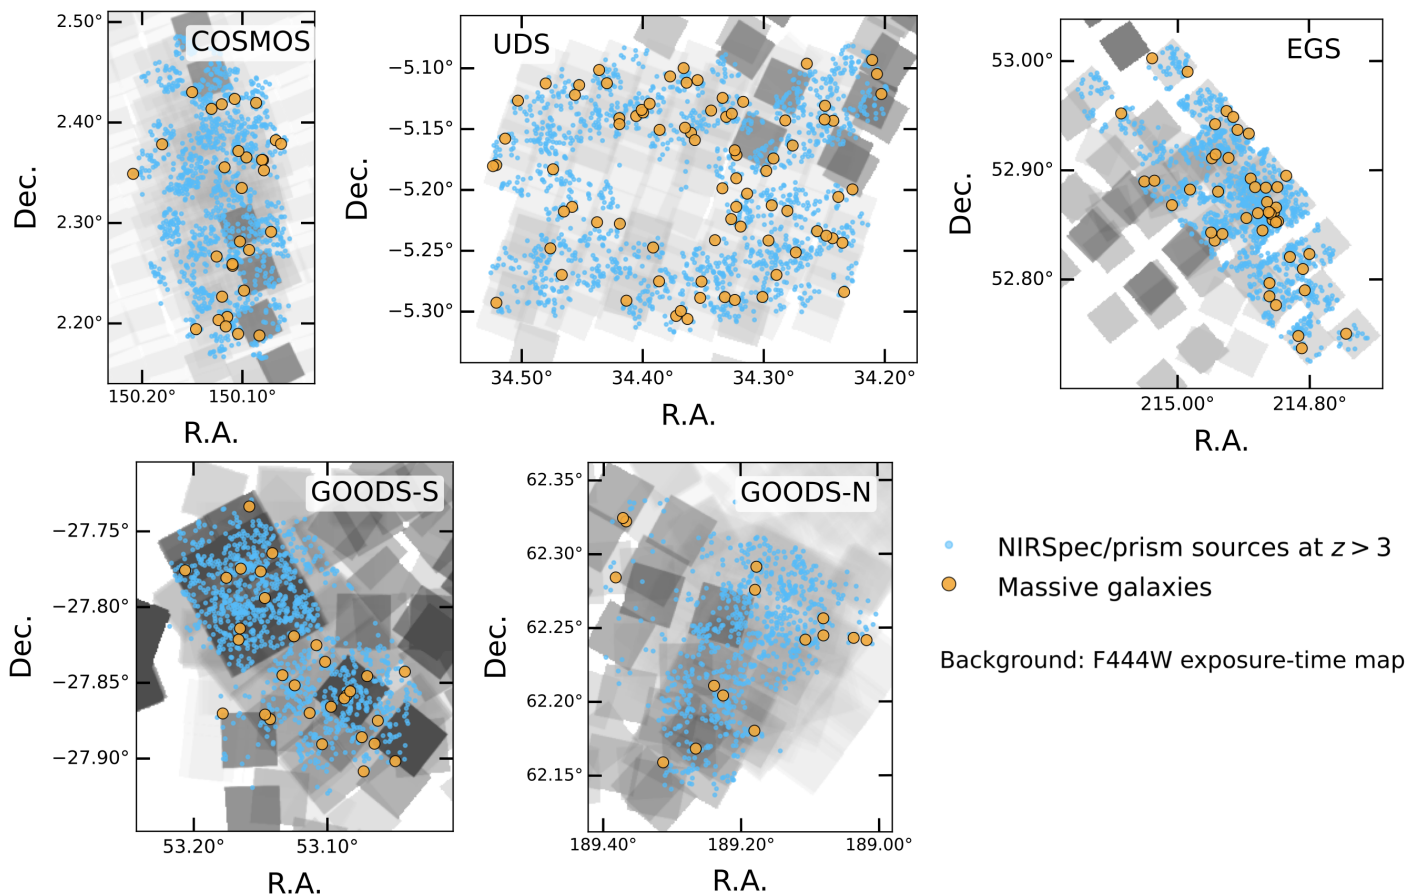 COSMOS
2.50°
2.40°
2.30°
2.20°
Dec.
150.20° 150.10°
R.A.
UDS
−5.10°
−5.15°
−5.20°
−5.25°
−5.30°
Dec.
34.50° 34.40° 34.30° 34.20°
R.A.
EGS
53.00°
52.90°
52.80°
Dec.
215.00° 214.80°
R.A.
GOODS-S
−27.75°
−27.80°
−27.85°
−27.90°
Dec.
53.20° 53.10°
R.A.
GOODS-N
62.35°
62.30°
62.25°
62.20°
62.15°
Dec.
189.40° 189.20° 189.00°
R.A.
NIRSpec/prism sources at z > 3
Massive galaxies
Background: F444W exposure-time map